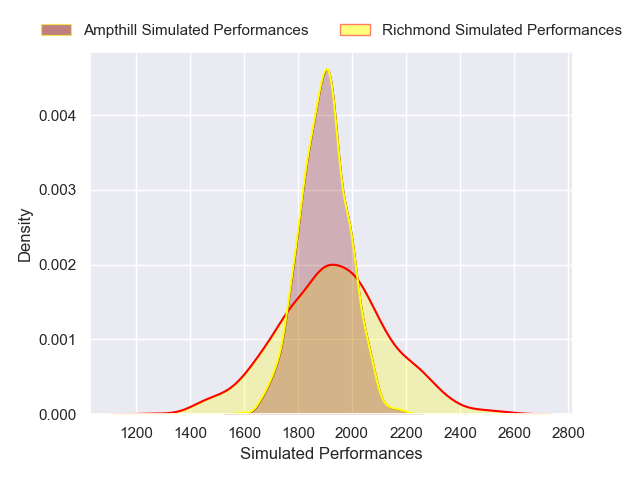 Ampthill Simulated Performances Richmond Simulated Performances
0.004
0.003
0.002
0.001
0.000
Density
1200 1400 1600 1800 2000 2200 2400 2600 2800
Simulated Performances